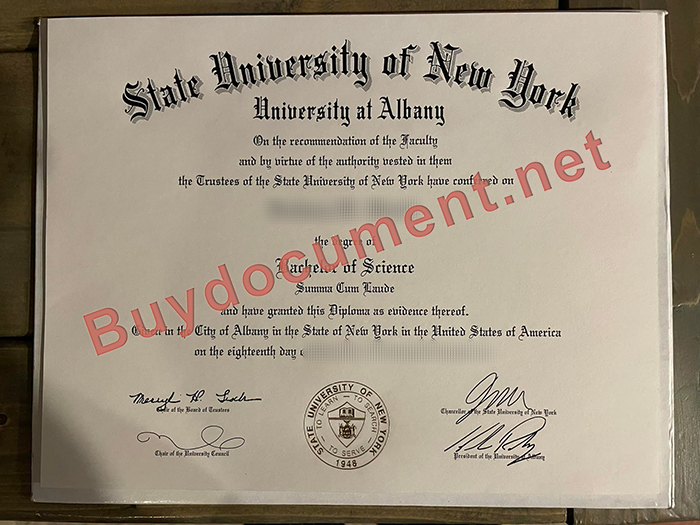 State University of New York
University at Albany
On the recommendation of the Faculty
and by virtue of the authority vested in them
the Trustees of the State University of New York have conferred on
the degree of
Bachelor of Science
Summa Cum Laude
and have granted this Diploma as evidence thereof.
Given in the City of Albany in the State of New York in the United States of America
on the eighteenth day
Buydocument.net
Chair of the Board of Trustees
Chancellor of the State University of New York
Chair of the University Council
President of the University at Albany
STATE UNIVERSITY OF NEW YORK
TO LEARN TO SEARCH
TO SERVE
1948